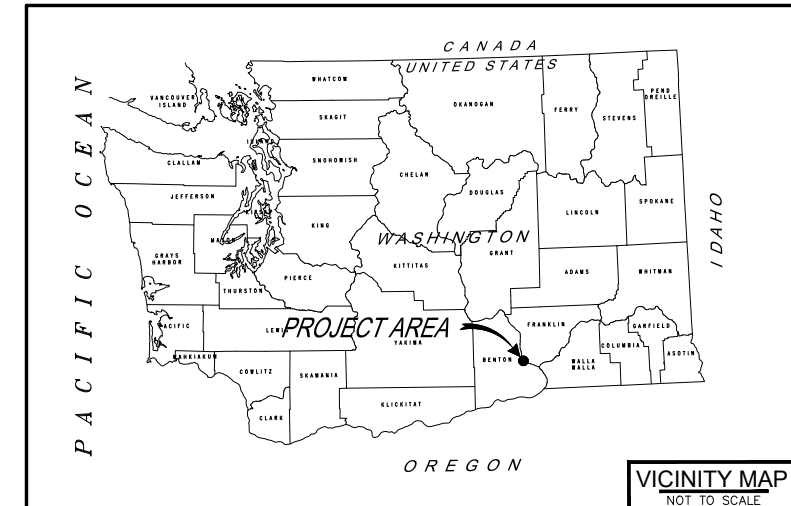 CANADA
UNITED STATES
PACIFIC OCEAN
VANCOUVER
ISLAND
WHATCOM
SKAGIT
SNOHOMISH
CLALLAM
JEFFERSON
KING
GRAYS
HARBOR
THURSTON
PIERCE
PACIFIC
LEWIS
COWLITZ
CLARK
SKAMANIA
KLICKITAT
YAKIMA
KITTITAS
CHELAN
OKANOGAN
DOUGLAS
WASHINGTON
GRANT
FERRY
STEVENS
PEND
OREILLE
LINCOLN
SPOKANE
ADAMS
WHITMAN
FRANKLIN
BENTON
WALLA
WALLA
COLUMBIA
GARFIELD
ASOTIN
IDAHO
PROJECT AREA
OREGON
VICINITY MAP
NOT TO SCALE